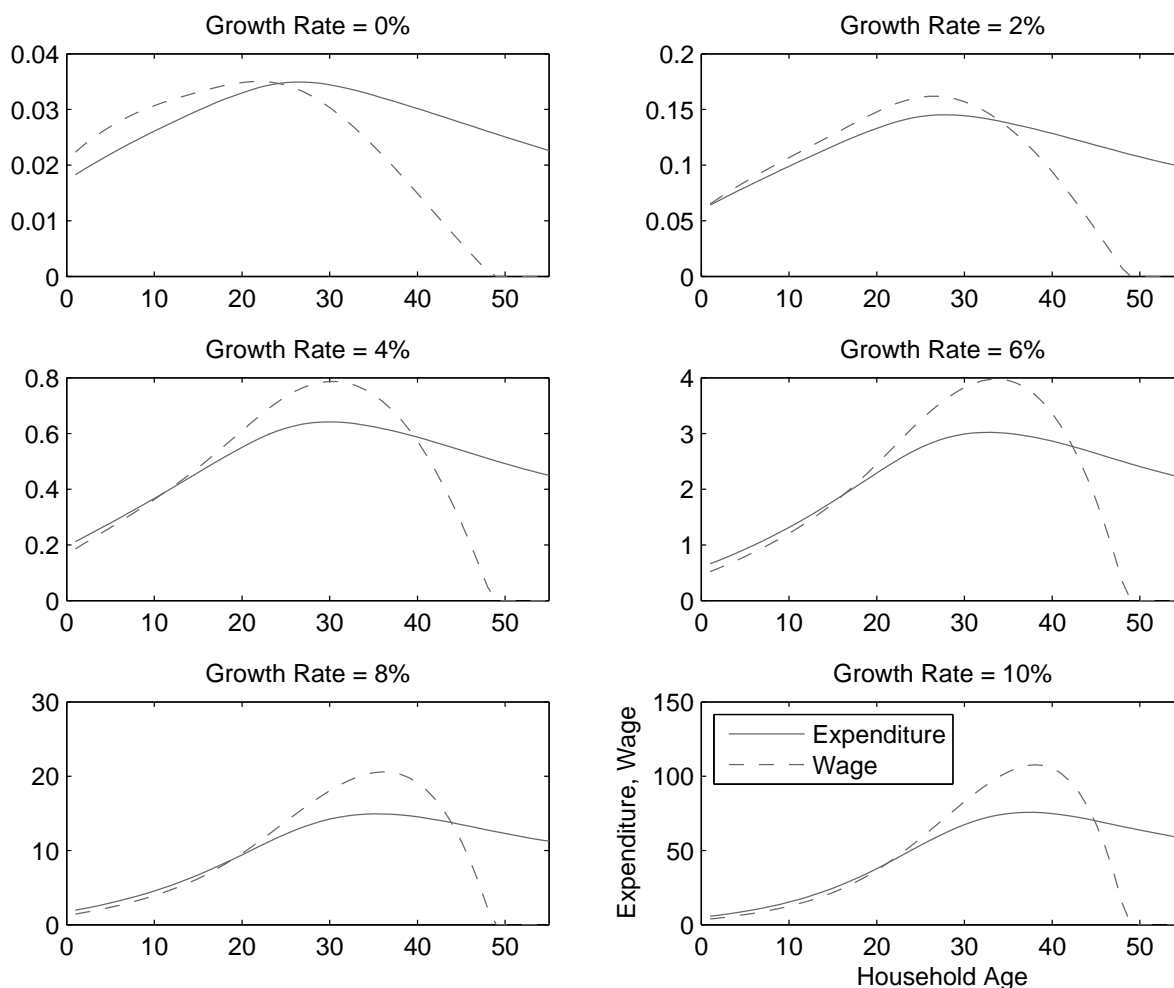 Growth Rate = 0%
0.04
0.03
0.02
0.01
0
0 10 20 30 40 50
Growth Rate = 2%
0.2
0.15
0.1
0.05
0
0 10 20 30 40 50
Growth Rate = 4%
0.8
0.6
0.4
0.2
0
0 10 20 30 40 50
Growth Rate = 6%
4
3
2
1
0
0 10 20 30 40 50
Growth Rate = 8%
30
20
10
0
0 10 20 30 40 50
Growth Rate = 10%
150
100
50
0
Expenditure, Wage
Expenditure
Wage
0 10 20 30 40 50
Household Age